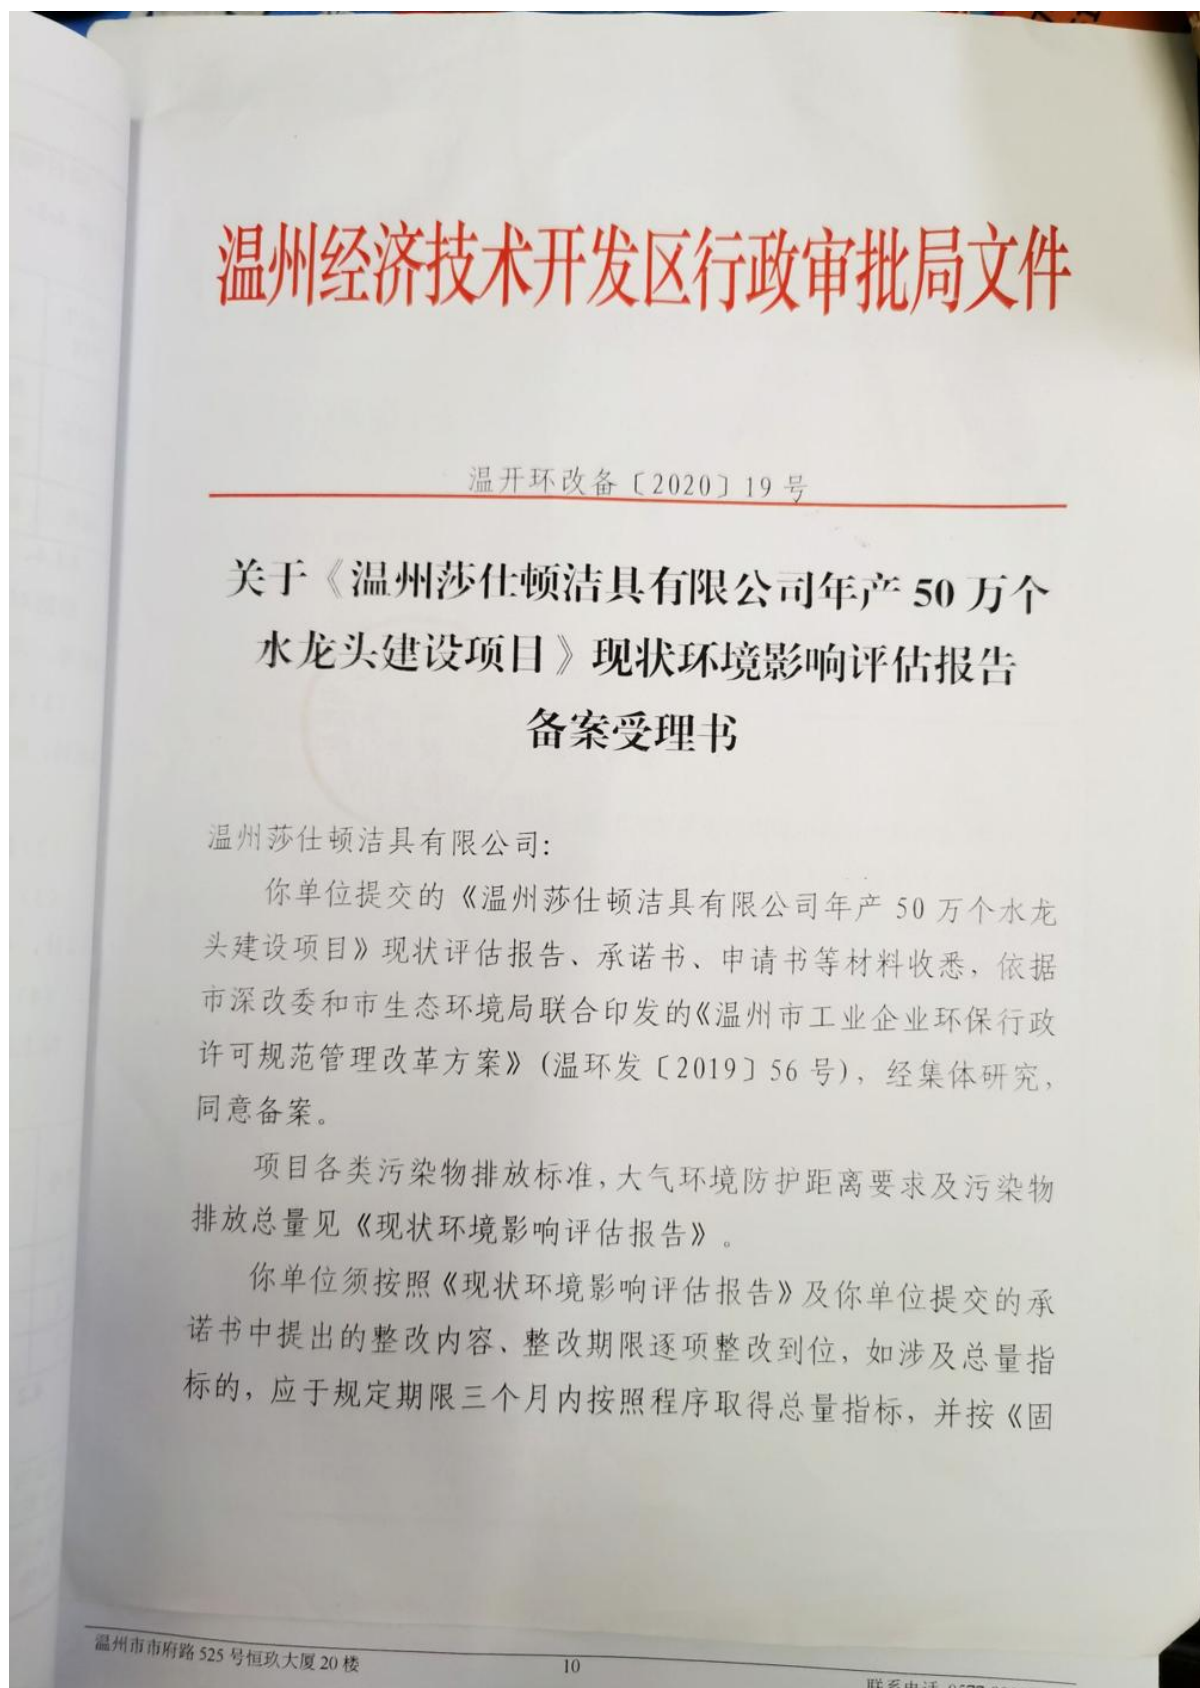 温州经济技术开发区行政审批局文件
温开环改备〔2020〕19号
关于《温州莎仕顿洁具有限公司年产50万个
水龙头建设项目》现状环境影响评估报告
备案受理书
温州莎仕顿洁具有限公司:
你单位提交的《温州莎仕顿洁具有限公司年产50万个水龙
头建设项目》现状评估报告、承诺书、申请书等材料收悉，依据
市深改委和市生态环境局联合印发的《温州市工业企业环保行政
许可规范管理改革方案》(温环发〔2019〕56号)，经集体研究，
同意备案。
项目各类污染物排放标准,大气环境防护距离要求及污染物
排放总量见《现状环境影响评估报告》。
你单位须按照《现状环境影响评估报告》及你单位提交的承
诺书中提出的整改内容、整改期限逐项整改到位，如涉及总量指
标的，应于规定期限三个月内按照程序取得总量指标，并按《固
温州市市府路525号恒玖大厦20楼
10
联系电话